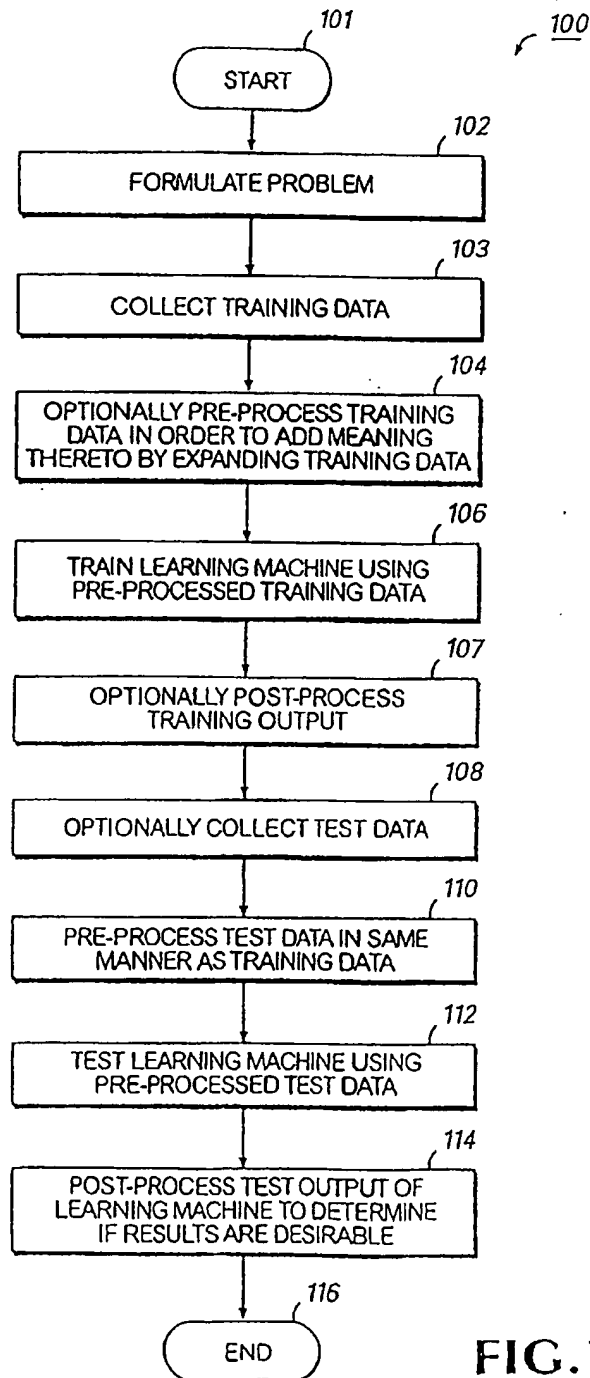 100
101
START
102
FORMULATE PROBLEM
103
COLLECT TRAINING DATA
104
OPTIONALLY PRE-PROCESS TRAINING
DATA IN ORDER TO ADD MEANING
THERETO BY EXPANDING TRAINING DATA
106
TRAIN LEARNING MACHINE USING
PRE-PROCESSED TRAINING DATA
107
OPTIONALLY POST-PROCESS
TRAINING OUTPUT
108
OPTIONALLY COLLECT TEST DATA
110
PRE-PROCESS TEST DATA IN SAME
MANNER AS TRAINING DATA
112
TEST LEARNING MACHINE USING
PRE-PROCESSED TEST DATA
114
POST-PROCESS TEST OUTPUT OF
LEARNING MACHINE TO DETERMINE
IF RESULTS ARE DESIRABLE
116
END
FIG.